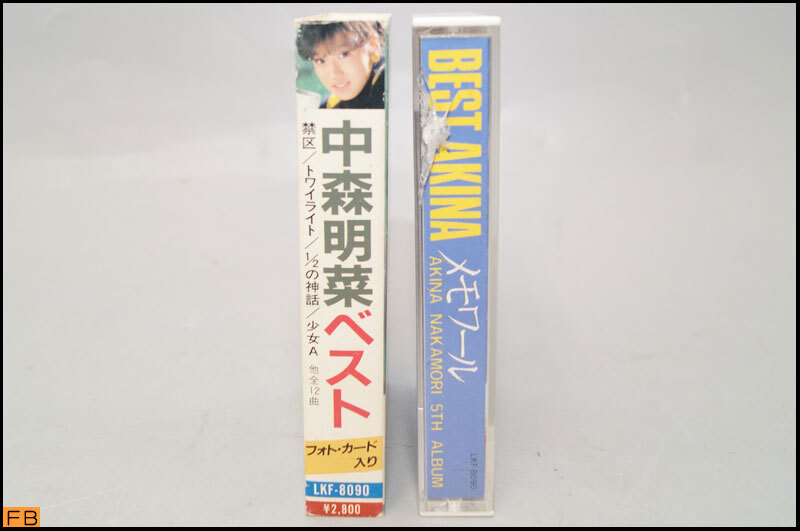 中森明菜ベスト
禁区/トワイライト/1/2の神話/少女A 他全12曲
フォト・カード
入り
LKF-8090
¥2,800
BEST AKINA メモワール
AKINA NAKAMORI 5TH ALBUM
LKF-8090
FB